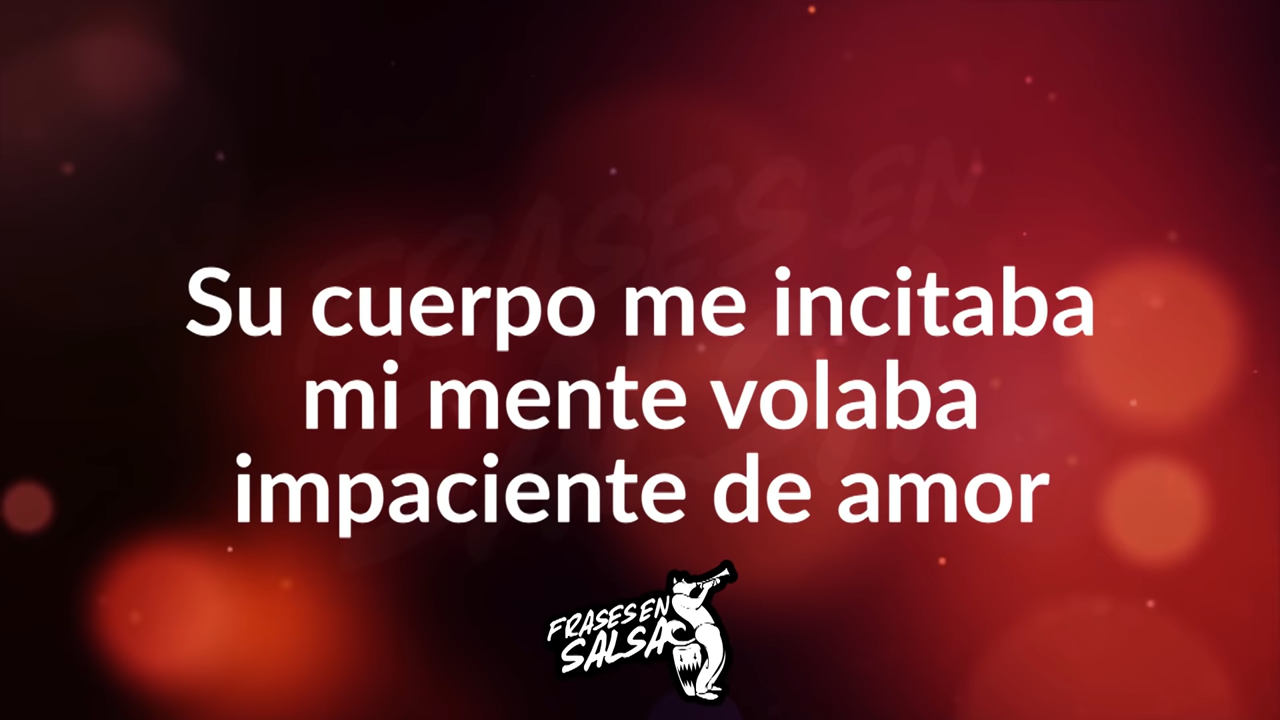 Su cuerpo me incitaba
mi mente volaba
impaciente de amor
FRASES EN
SALSA